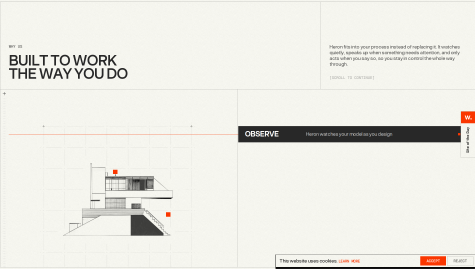 BUILT TO WORK
THE WAY YOU DO
Heron fits into your process instead of replacing it. It watches
quietly, speaks up when something needs attention, and only
acts when you say so, so you stay in control the whole way
through.
[SCROLL TO CONTINUE]
OBSERVE
Heron watches your model as you design
W.
Site of the Day
This website uses cookies LEARN MORE
ACCEPT
REJECT